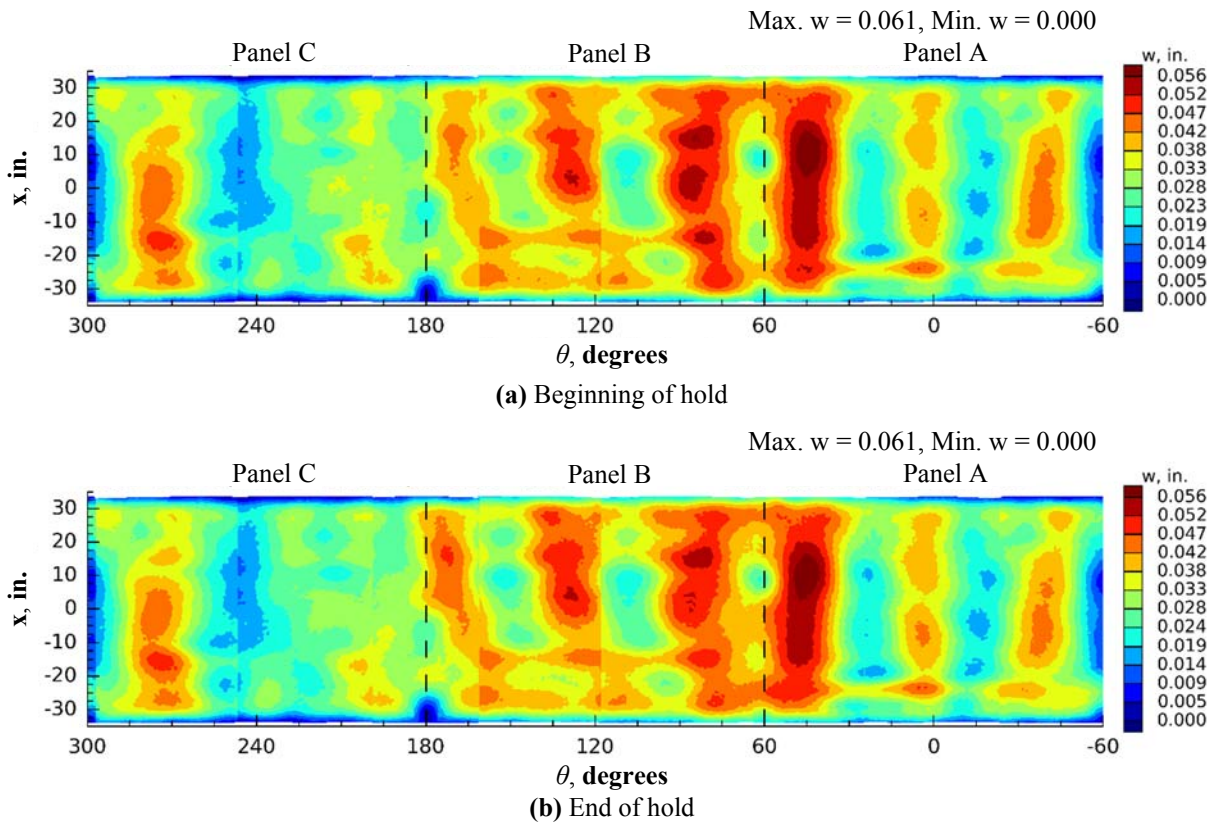 Max. w = 0.061, Min. w = 0.000
Panel C Panel B Panel A
w, in.
0.056
0.052
0.047
0.042
0.038
0.033
0.028
0.023
0.019
0.014
0.009
0.005
0.000
30
20
10
0
-10
-20
-30
x, in.
300 240 180 120 60 0 -60
θ, degrees
(a) Beginning of hold
Max. w = 0.061, Min. w = 0.000
Panel C Panel B Panel A
w, in.
0.056
0.052
0.047
0.042
0.038
0.033
0.028
0.023
0.019
0.014
0.009
0.005
0.000
30
20
10
0
-10
-20
-30
x, in.
300 240 180 120 60 0 -60
θ, degrees
(b) End of hold